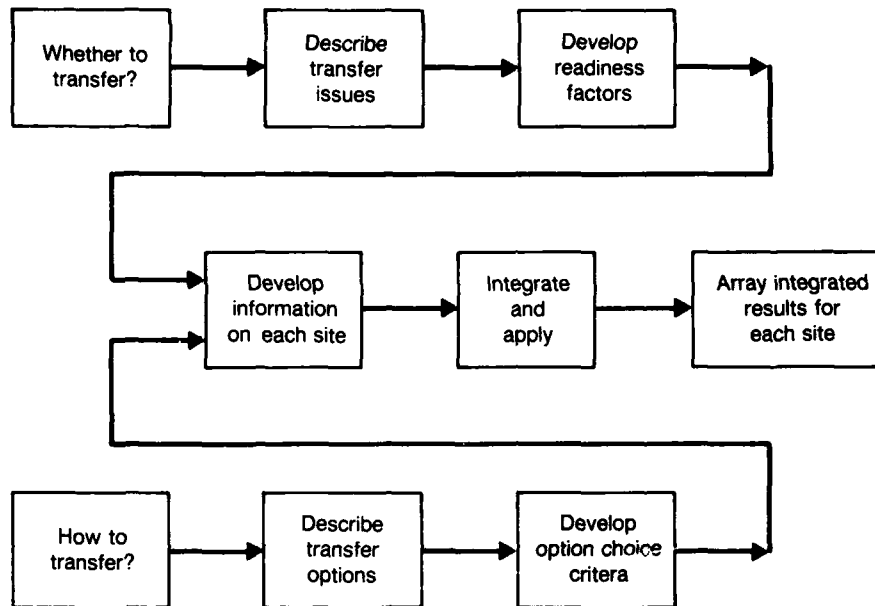 Whether to
transfer?
Describe
transfer
issues
Develop
readiness
factors
Develop
information
on each site
Integrate
and
apply
Array integrated
results for
each site
How to
transfer?
Describe
transfer
options
Develop
option choice
critera